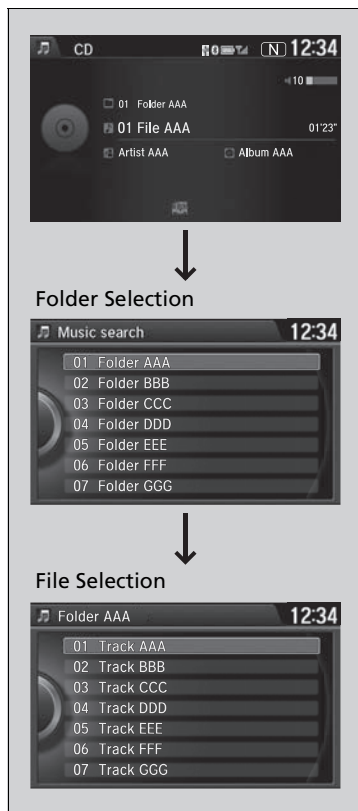 CD 0 N 12:34
10
01 Folder AAA
01 File AAA 01'23"
Artist AAA Album AAA
Folder Selection
Music search 12:34
01 Folder AAA
02 Folder BBB
03 Folder CCC
04 Folder DDD
05 Folder EEE
06 Folder FFF
07 Folder GGG
File Selection
Folder AAA 12:34
01 Track AAA
02 Track BBB
03 Track CCC
04 Track DDD
05 Track EEE
06 Track FFF
07 Track GGG